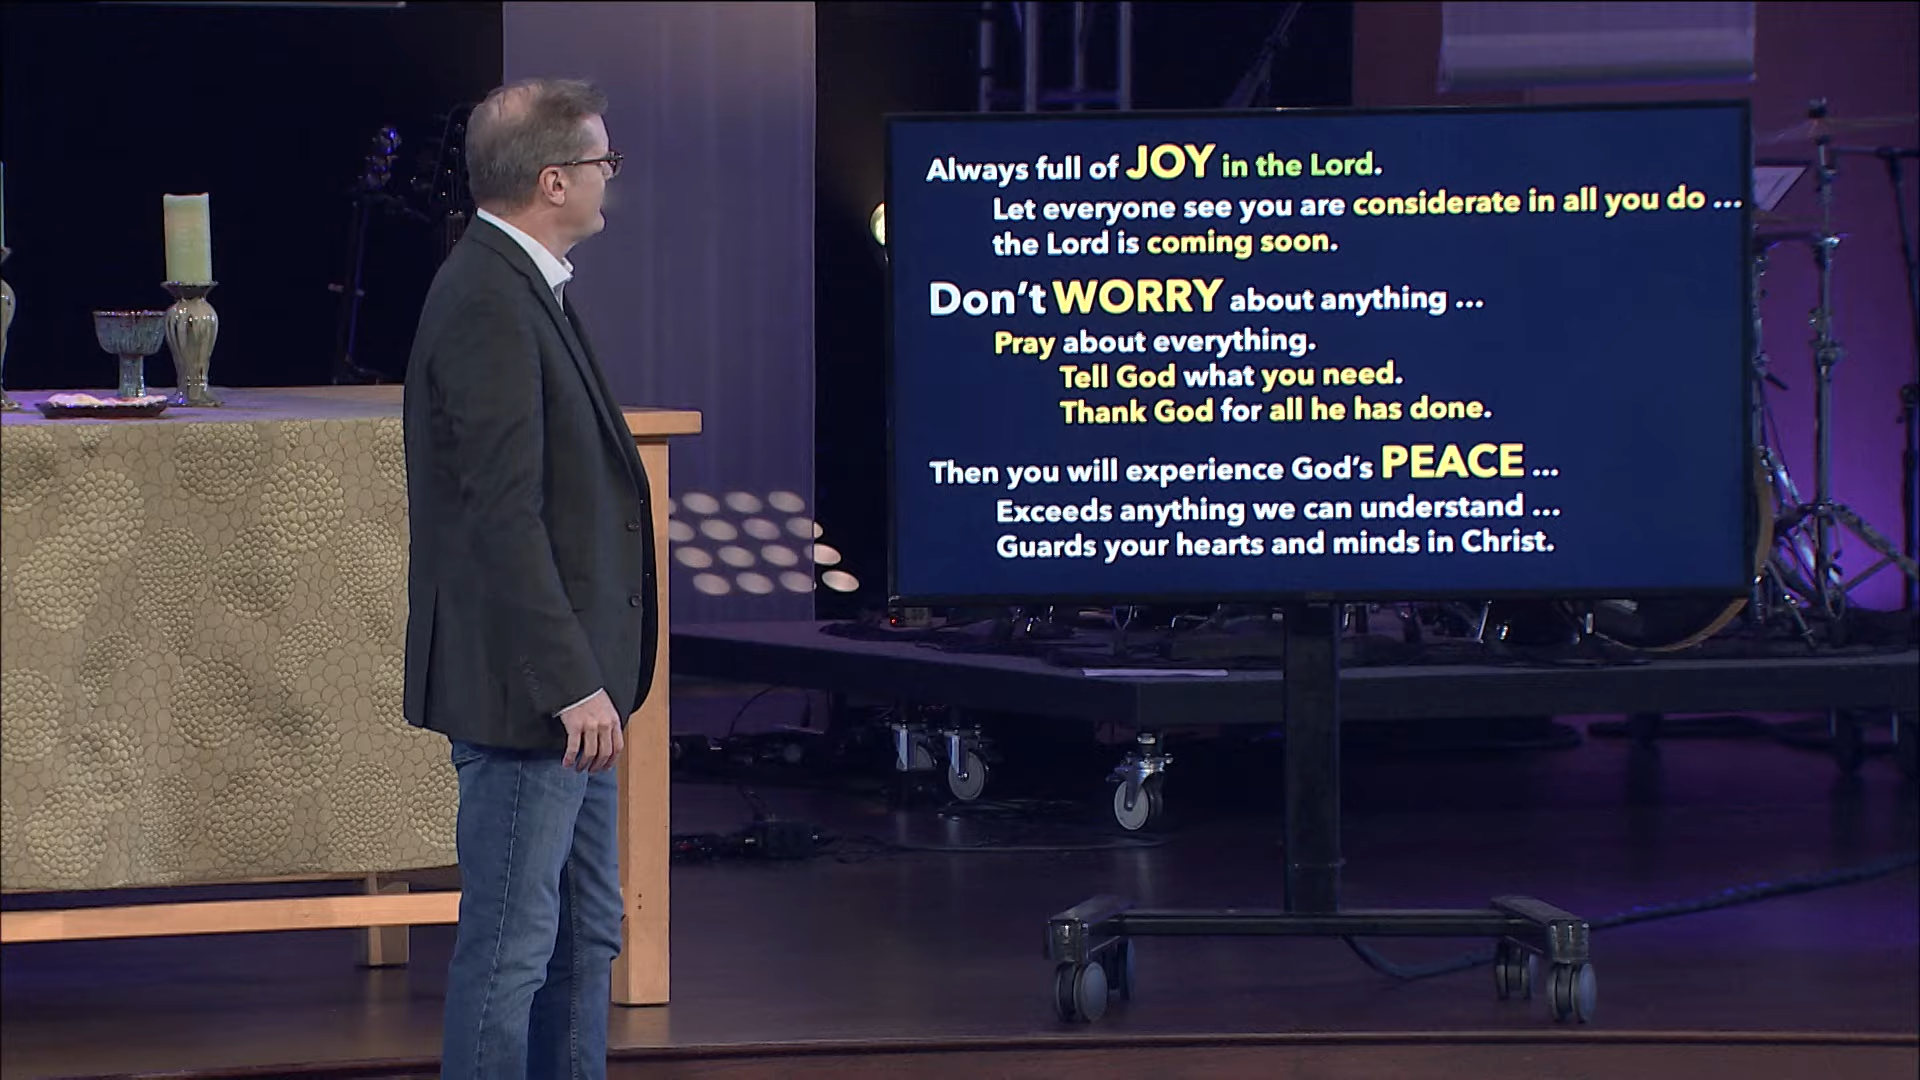 Always full of JOY in the Lord.
Let everyone see you are considerate in all you do ...
the Lord is coming soon.
Don't WORRY about anything ...
Pray about everything.
Tell God what you need.
Thank God for all he has done.
Then you will experience God's PEACE ...
Exceeds anything we can understand ...
Guards your hearts and minds in Christ.